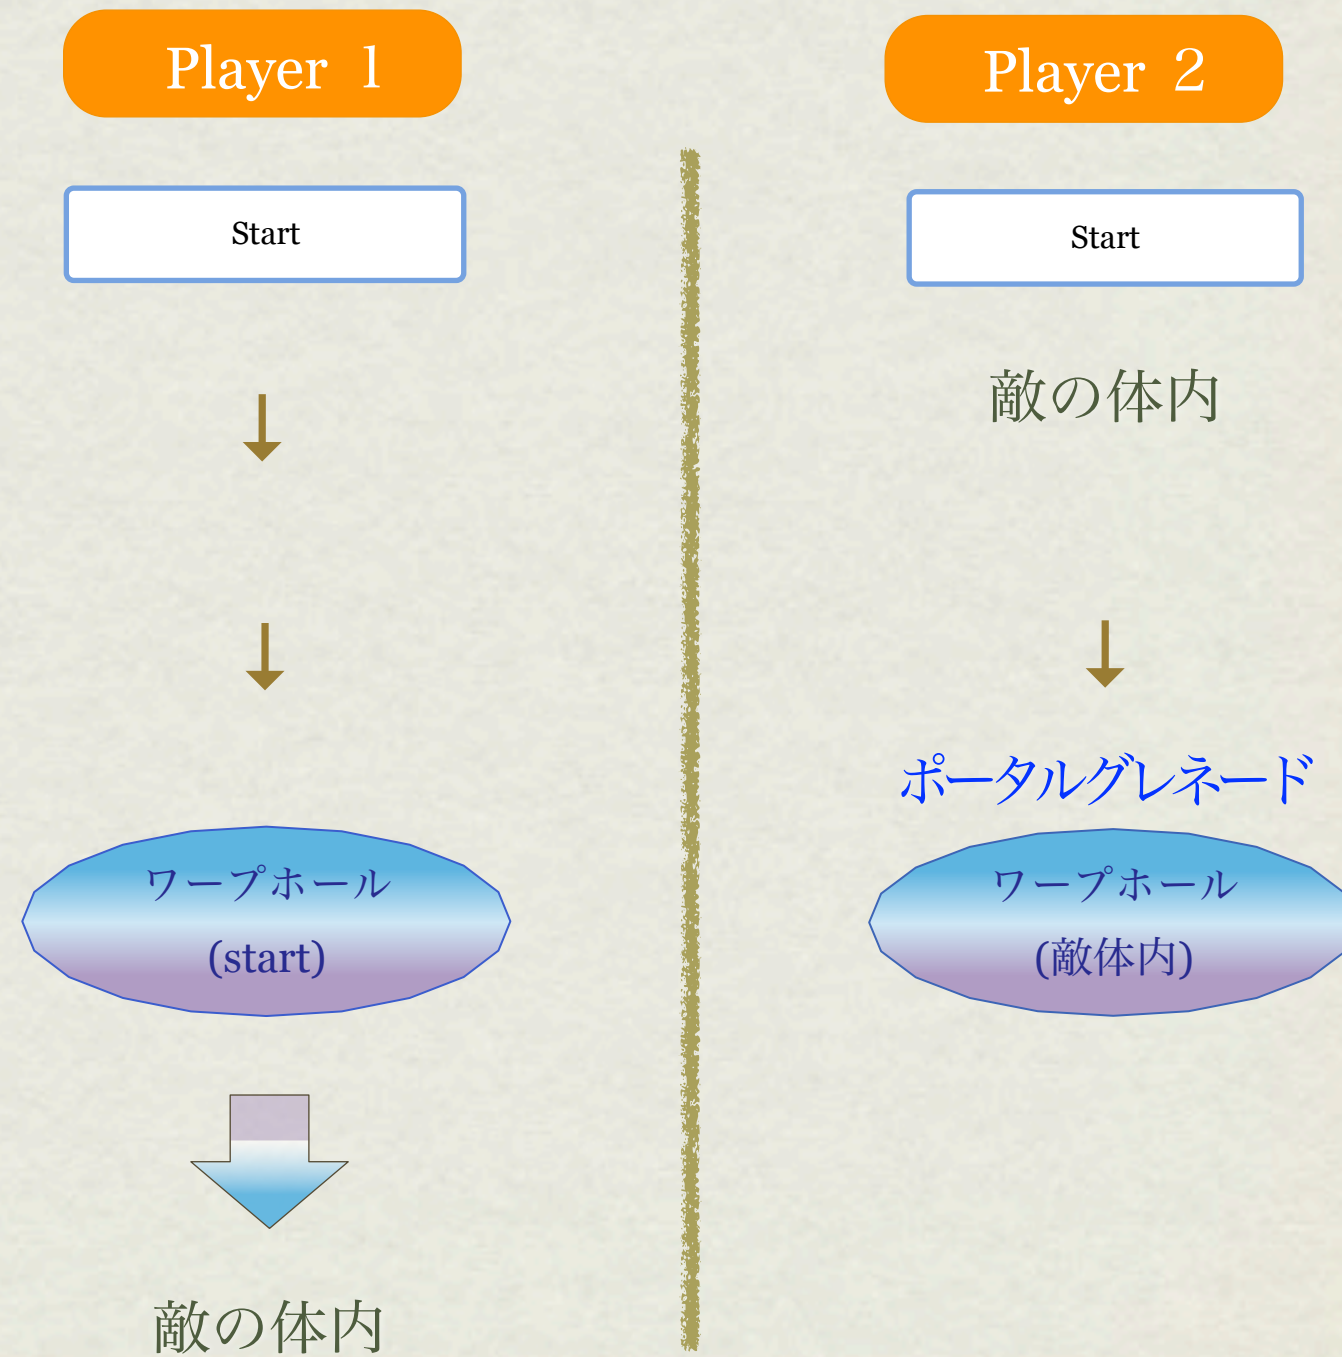 Player １
Start
↓
↓
ワープホール
(start)
敵の体内
Player ２
Start
敵の体内
↓
ポータルグレネード
ワープホール
(敵体内)